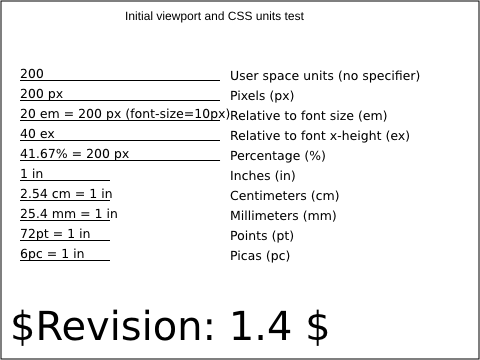 Initial viewport and CSS units test
200 User space units (no specifier)
200 px Pixels (px)
20 em = 200 px (font-size=10px) Relative to font size (em)
40 ex Relative to font x-height (ex)
41.67% = 200 px Percentage (%)
1 in Inches (in)
2.54 cm = 1 in Centimeters (cm)
25.4 mm = 1 in Millimeters (mm)
72pt = 1 in Points (pt)
6pc = 1 in Picas (pc)
$Revision: 1.4 $